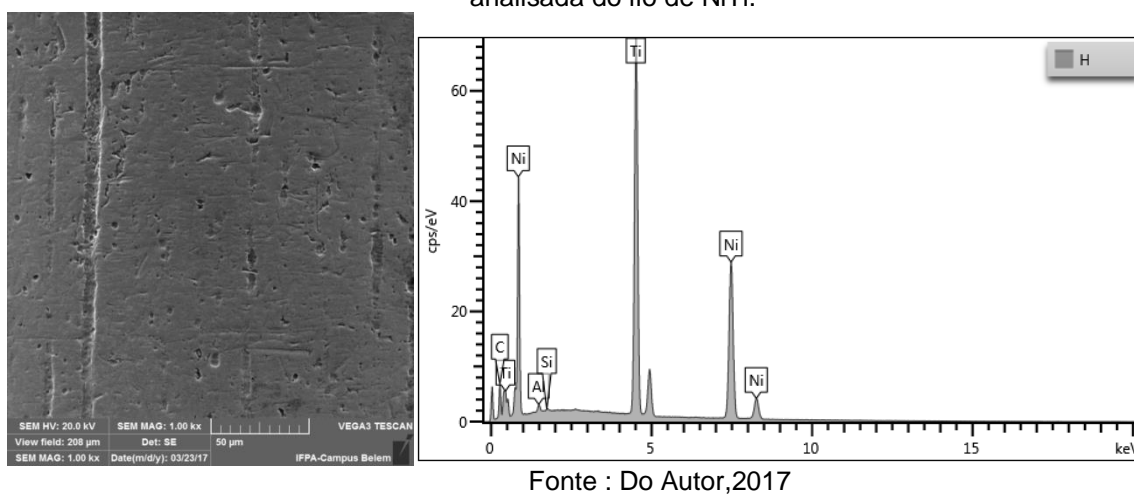 analisada do fio de NiTi.
SEM HV: 20.0 kV SEM MAG: 1.00 kx VEGA3 TESCAN
View field: 208 µm Det: SE 50 µm
SEM MAG: 1.00 kx Date(m/d/y): 03/23/17 IFPA-Campus Belem
H
cps/eV
60
40
20
0
C
Ti
Ni
Al
Si
Ti
Ni
Ni
0 5 10 15 keV
Fonte : Do Autor,2017